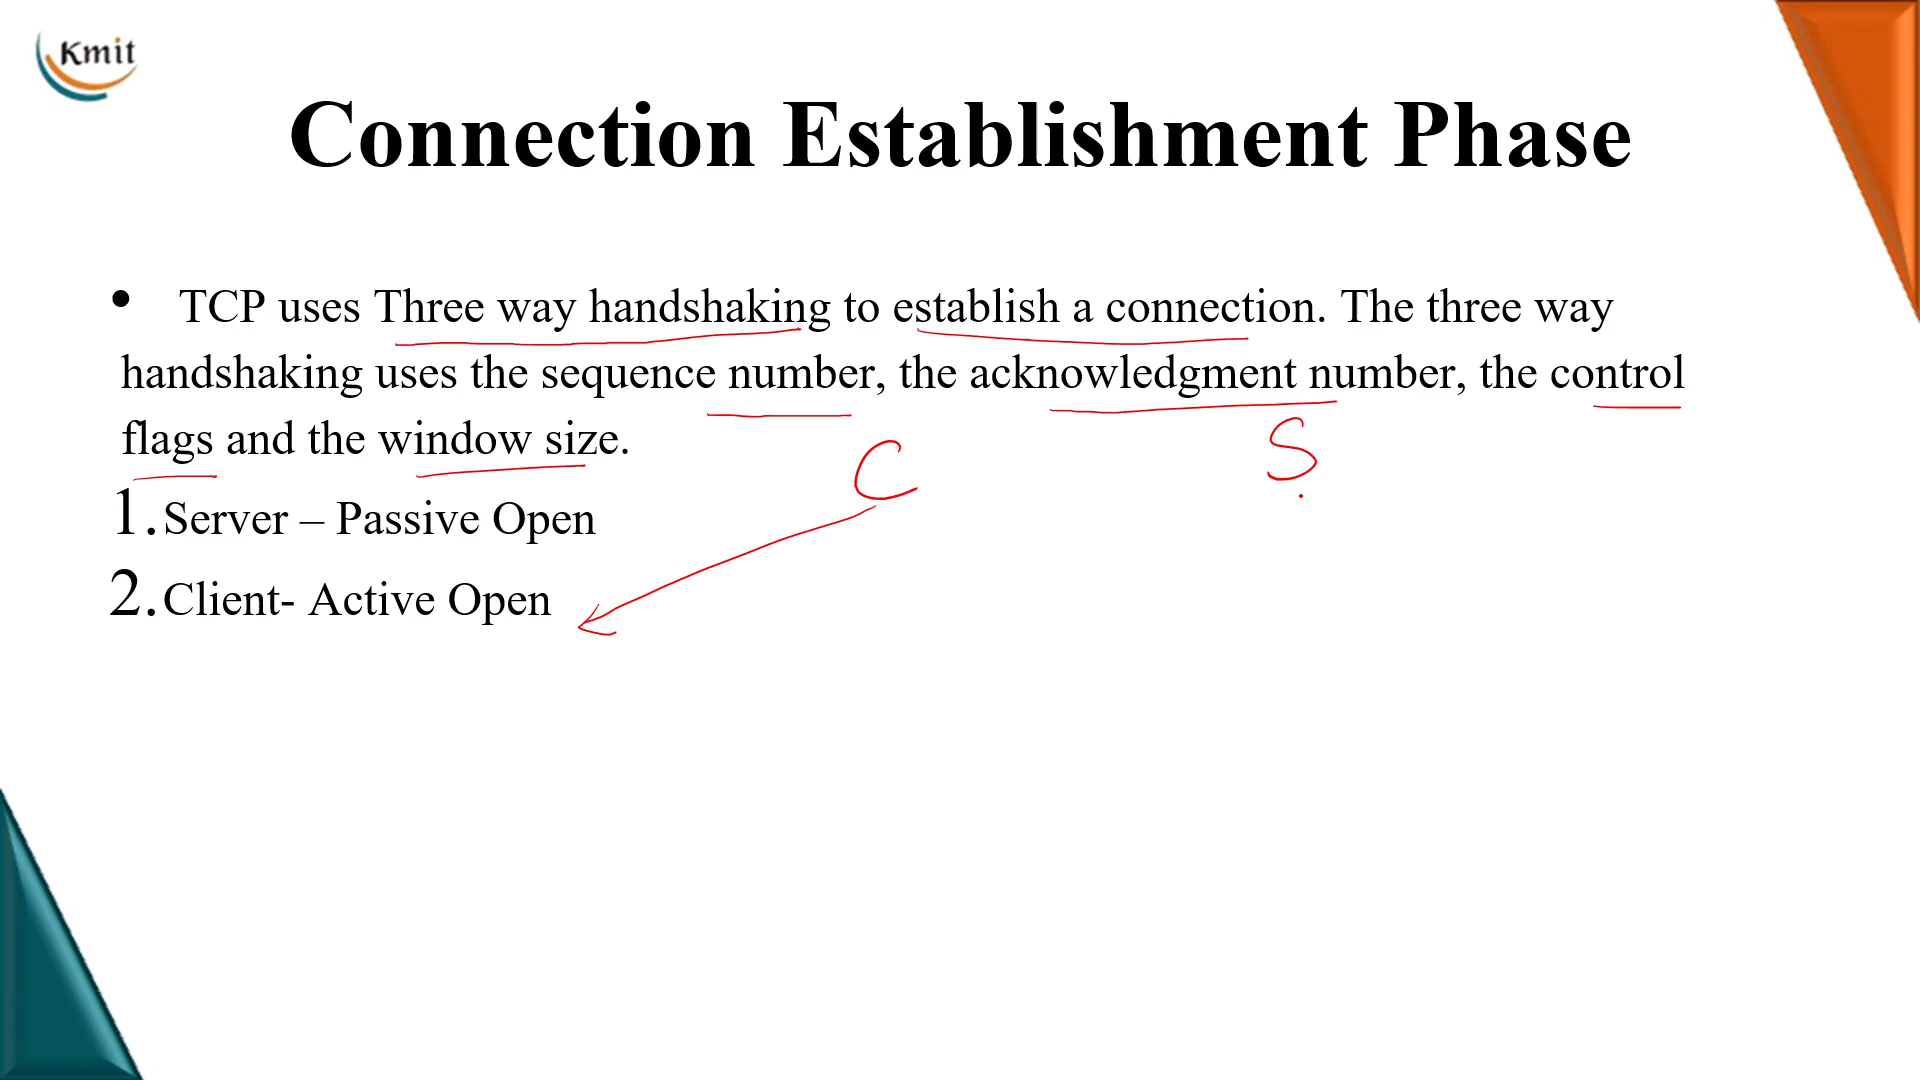 Kmit
Connection Establishment Phase
• TCP uses Three way handshaking to establish a connection. The three way
handshaking uses the sequence number, the acknowledgment number, the control
flags and the window size.
C S
1. Server – Passive Open
2. Client- Active Open